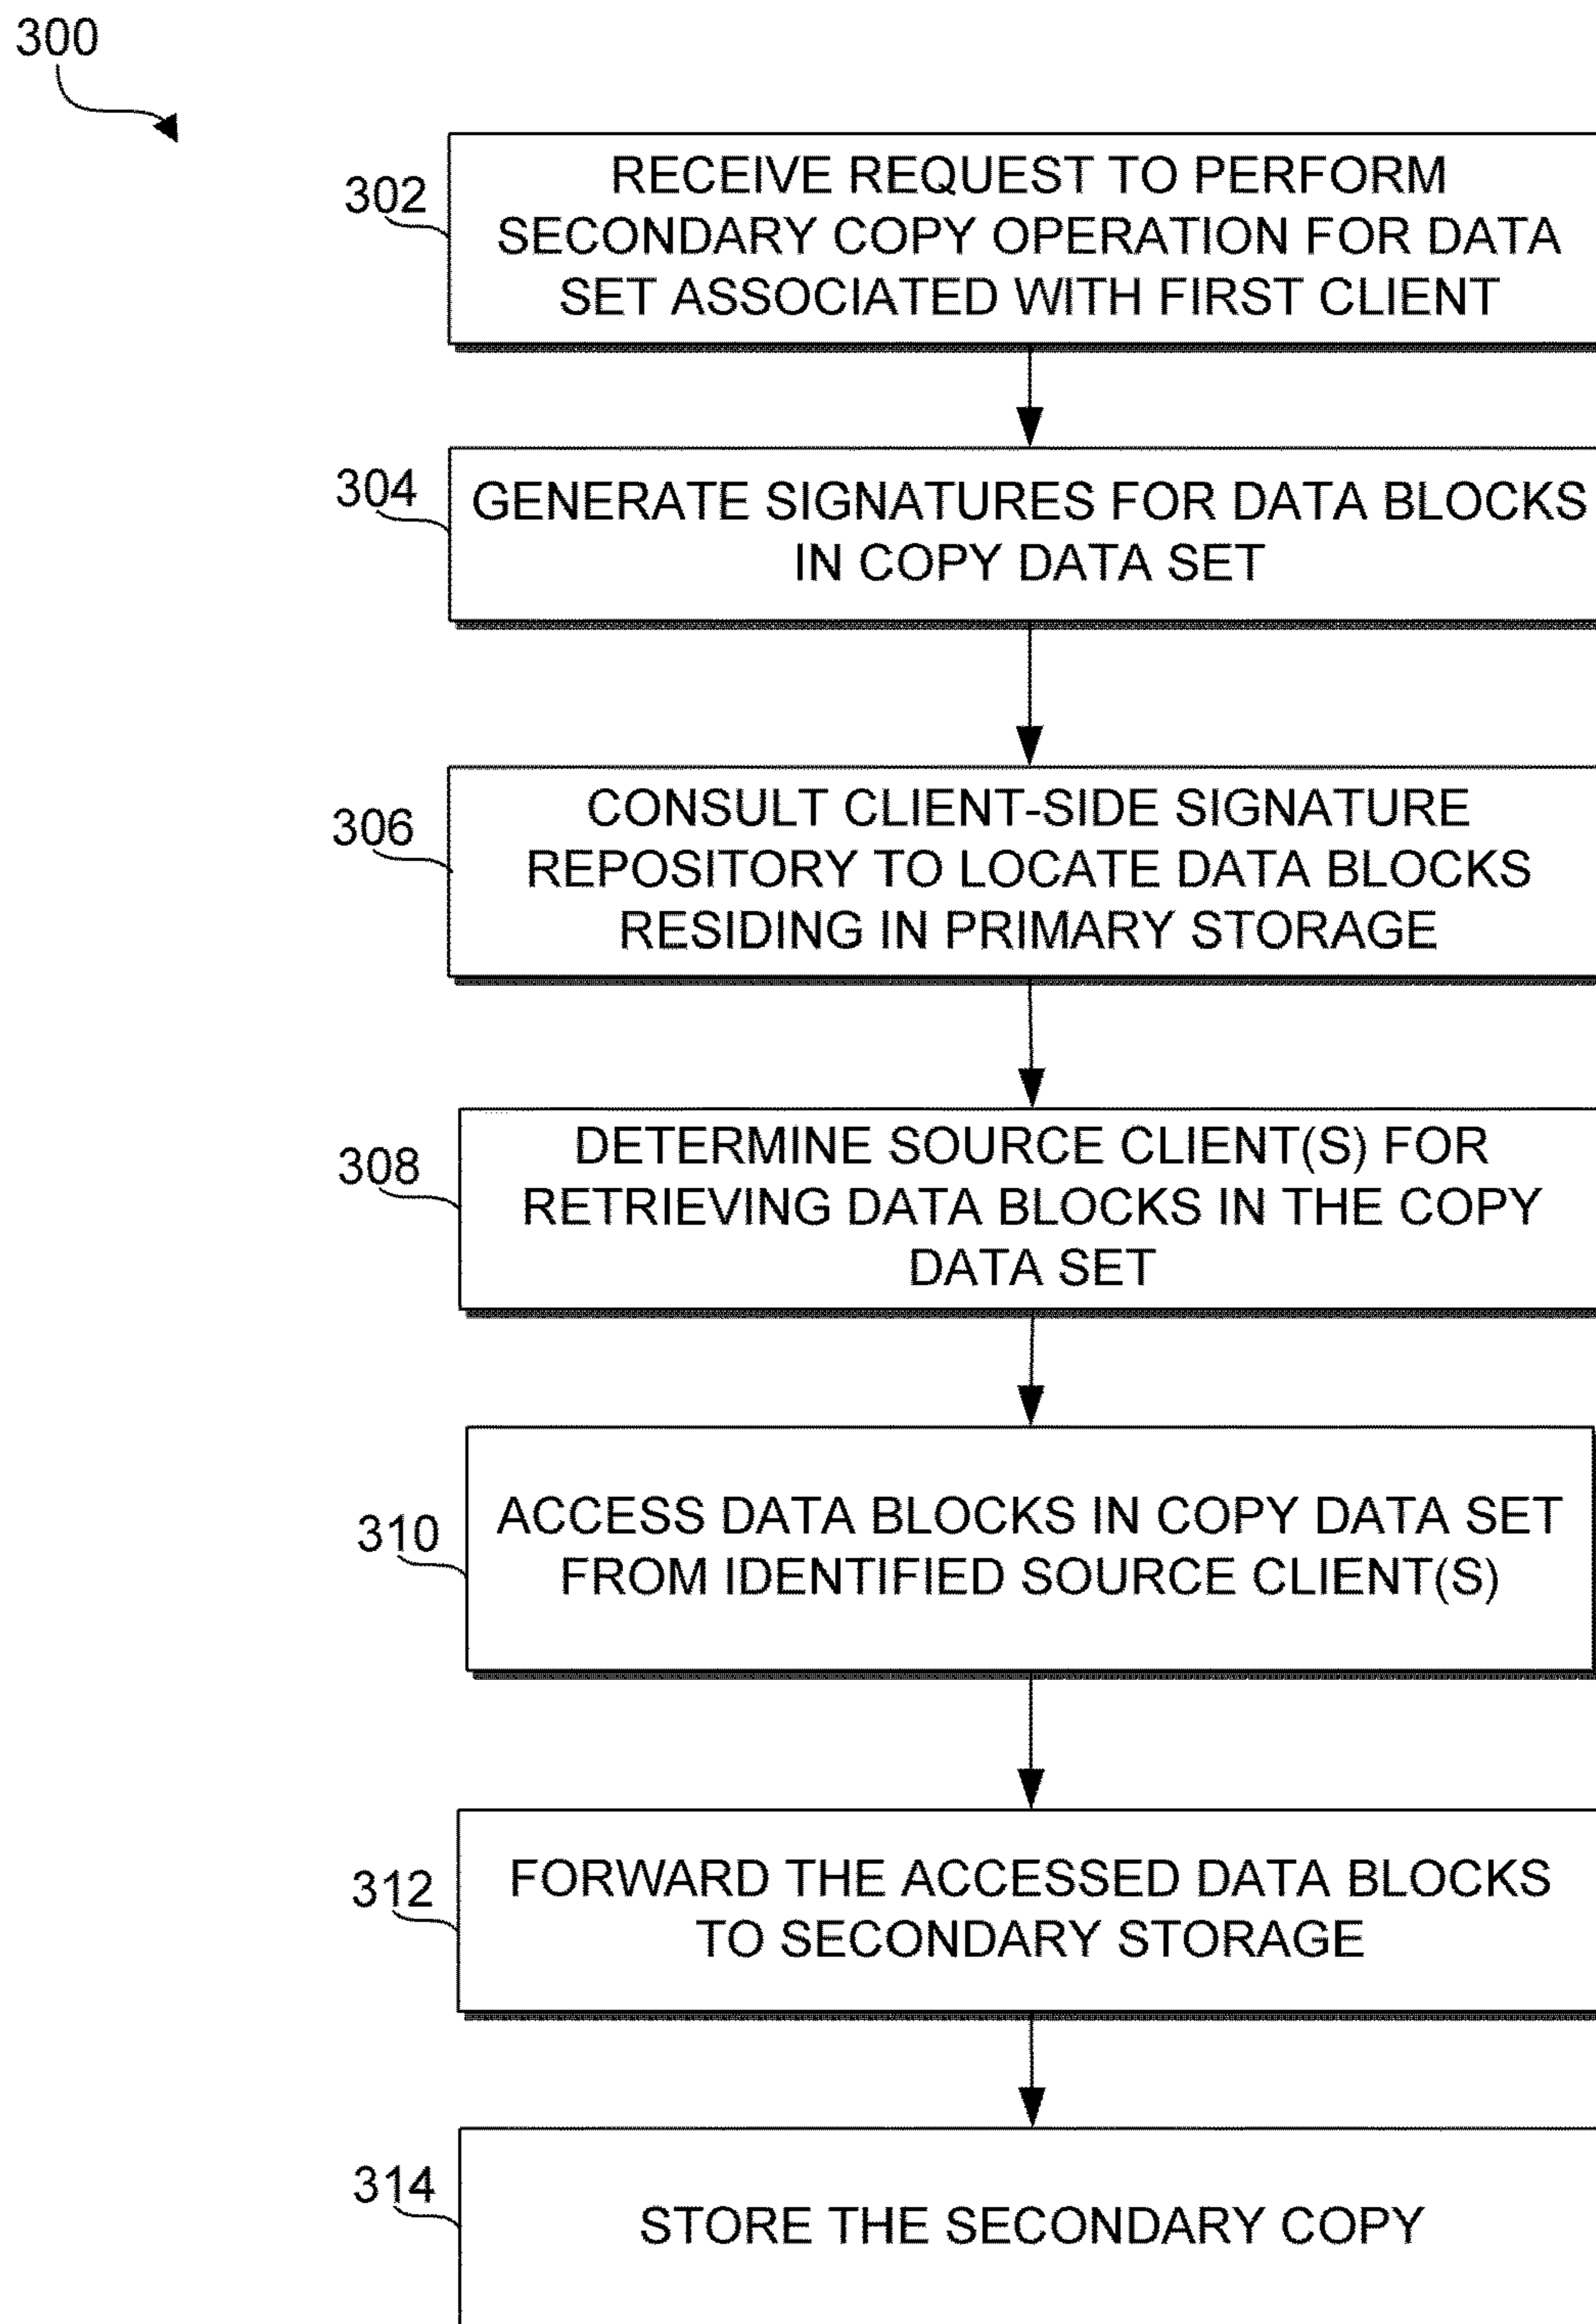 300
302
RECEIVE REQUEST TO PERFORM
SECONDARY COPY OPERATION FOR DATA
SET ASSOCIATED WITH FIRST CLIENT
304
GENERATE SIGNATURES FOR DATA BLOCKS
IN COPY DATA SET
306
CONSULT CLIENT-SIDE SIGNATURE
REPOSITORY TO LOCATE DATA BLOCKS
RESIDING IN PRIMARY STORAGE
308
DETERMINE SOURCE CLIENT(S) FOR
RETRIEVING DATA BLOCKS IN THE COPY
DATA SET
310
ACCESS DATA BLOCKS IN COPY DATA SET
FROM IDENTIFIED SOURCE CLIENT(S)
312
FORWARD THE ACCESSED DATA BLOCKS
TO SECONDARY STORAGE
314
STORE THE SECONDARY COPY